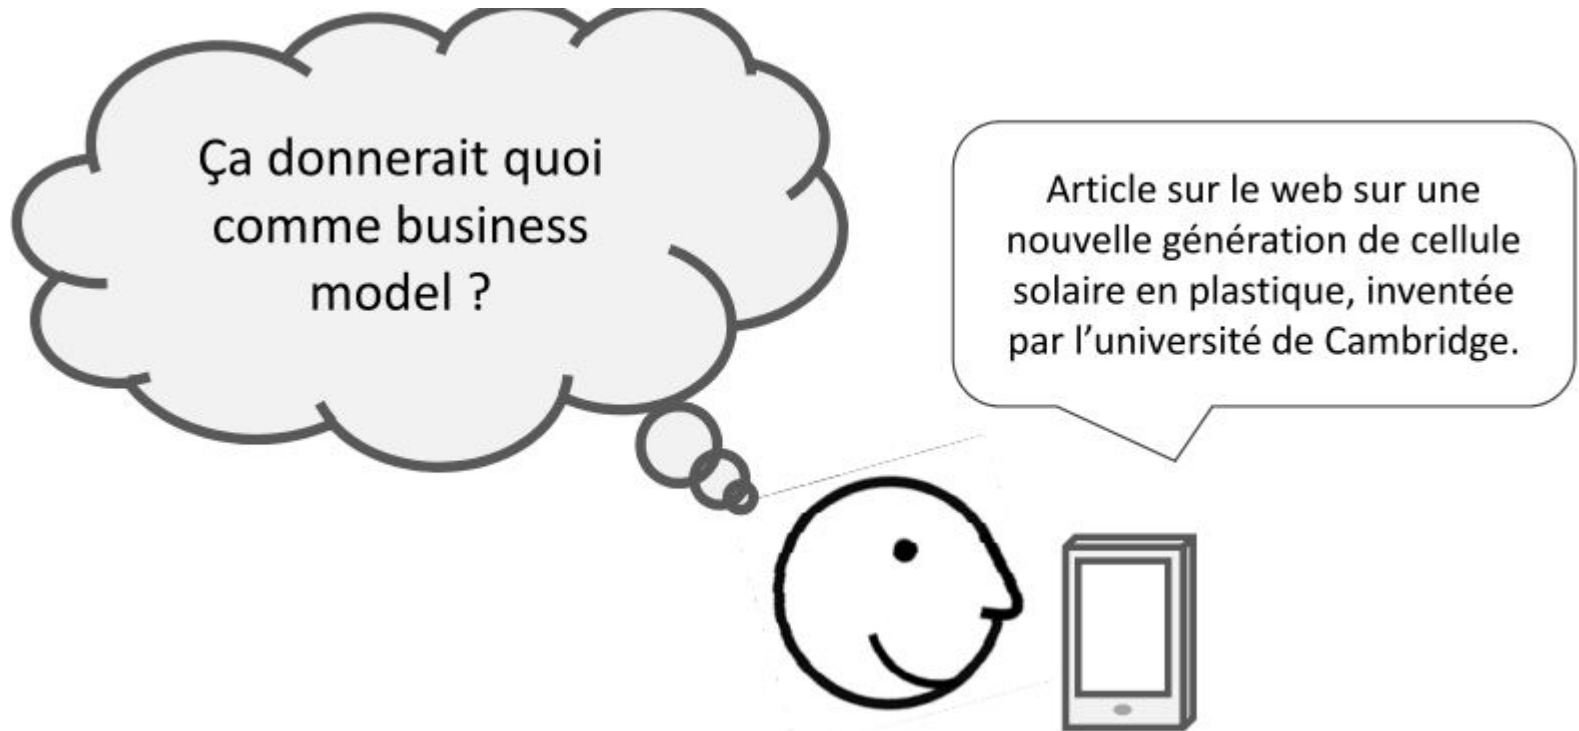 Ça donnerait quoi
comme business
model ?
Article sur le web sur une
nouvelle génération de cellule
solaire en plastique, inventée
par l’université de Cambridge.